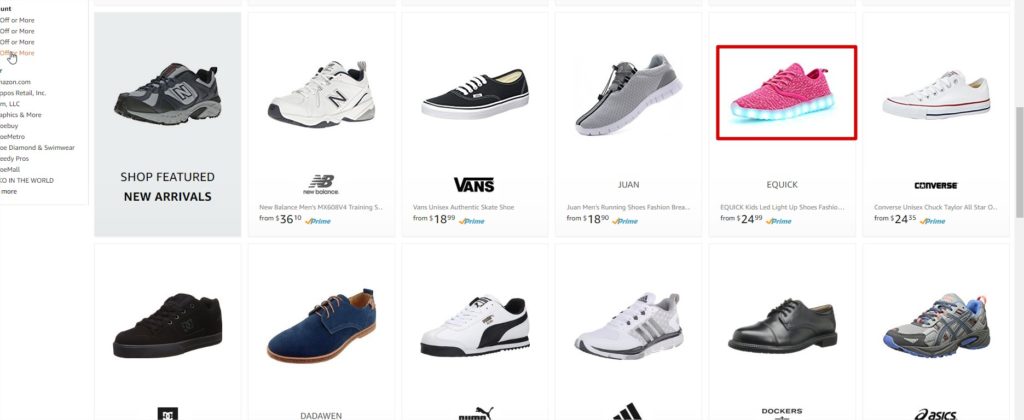 unt
Off or More
Off or More
Off or More
Off or More
r
mazon.com
ppos Retail, Inc.
m, LLC
aphics & More
oebuy
oeMetro
oe Diamond & Swimwear
eedy Pros
oeMall
KO IN THE WORLD
more
SHOP FEATURED
NEW ARRIVALS
new balance.
New Balance Men's MX608V4 Training S...
from $36.10 Prime
VANS
Vans Unisex Authentic Skate Shoe
from $18.99 Prime
JUAN
Juan Men's Running Shoes Fashion Brea...
from $18.90 Prime
EQUICK
EQUICK Kids Led Light Up Shoes Fashio...
from $24.99 Prime
CONVERSE
Converse Unisex Chuck Taylor All Star O...
from $24.35 Prime
DADAWEN
PUMA
DOCKERS
asics